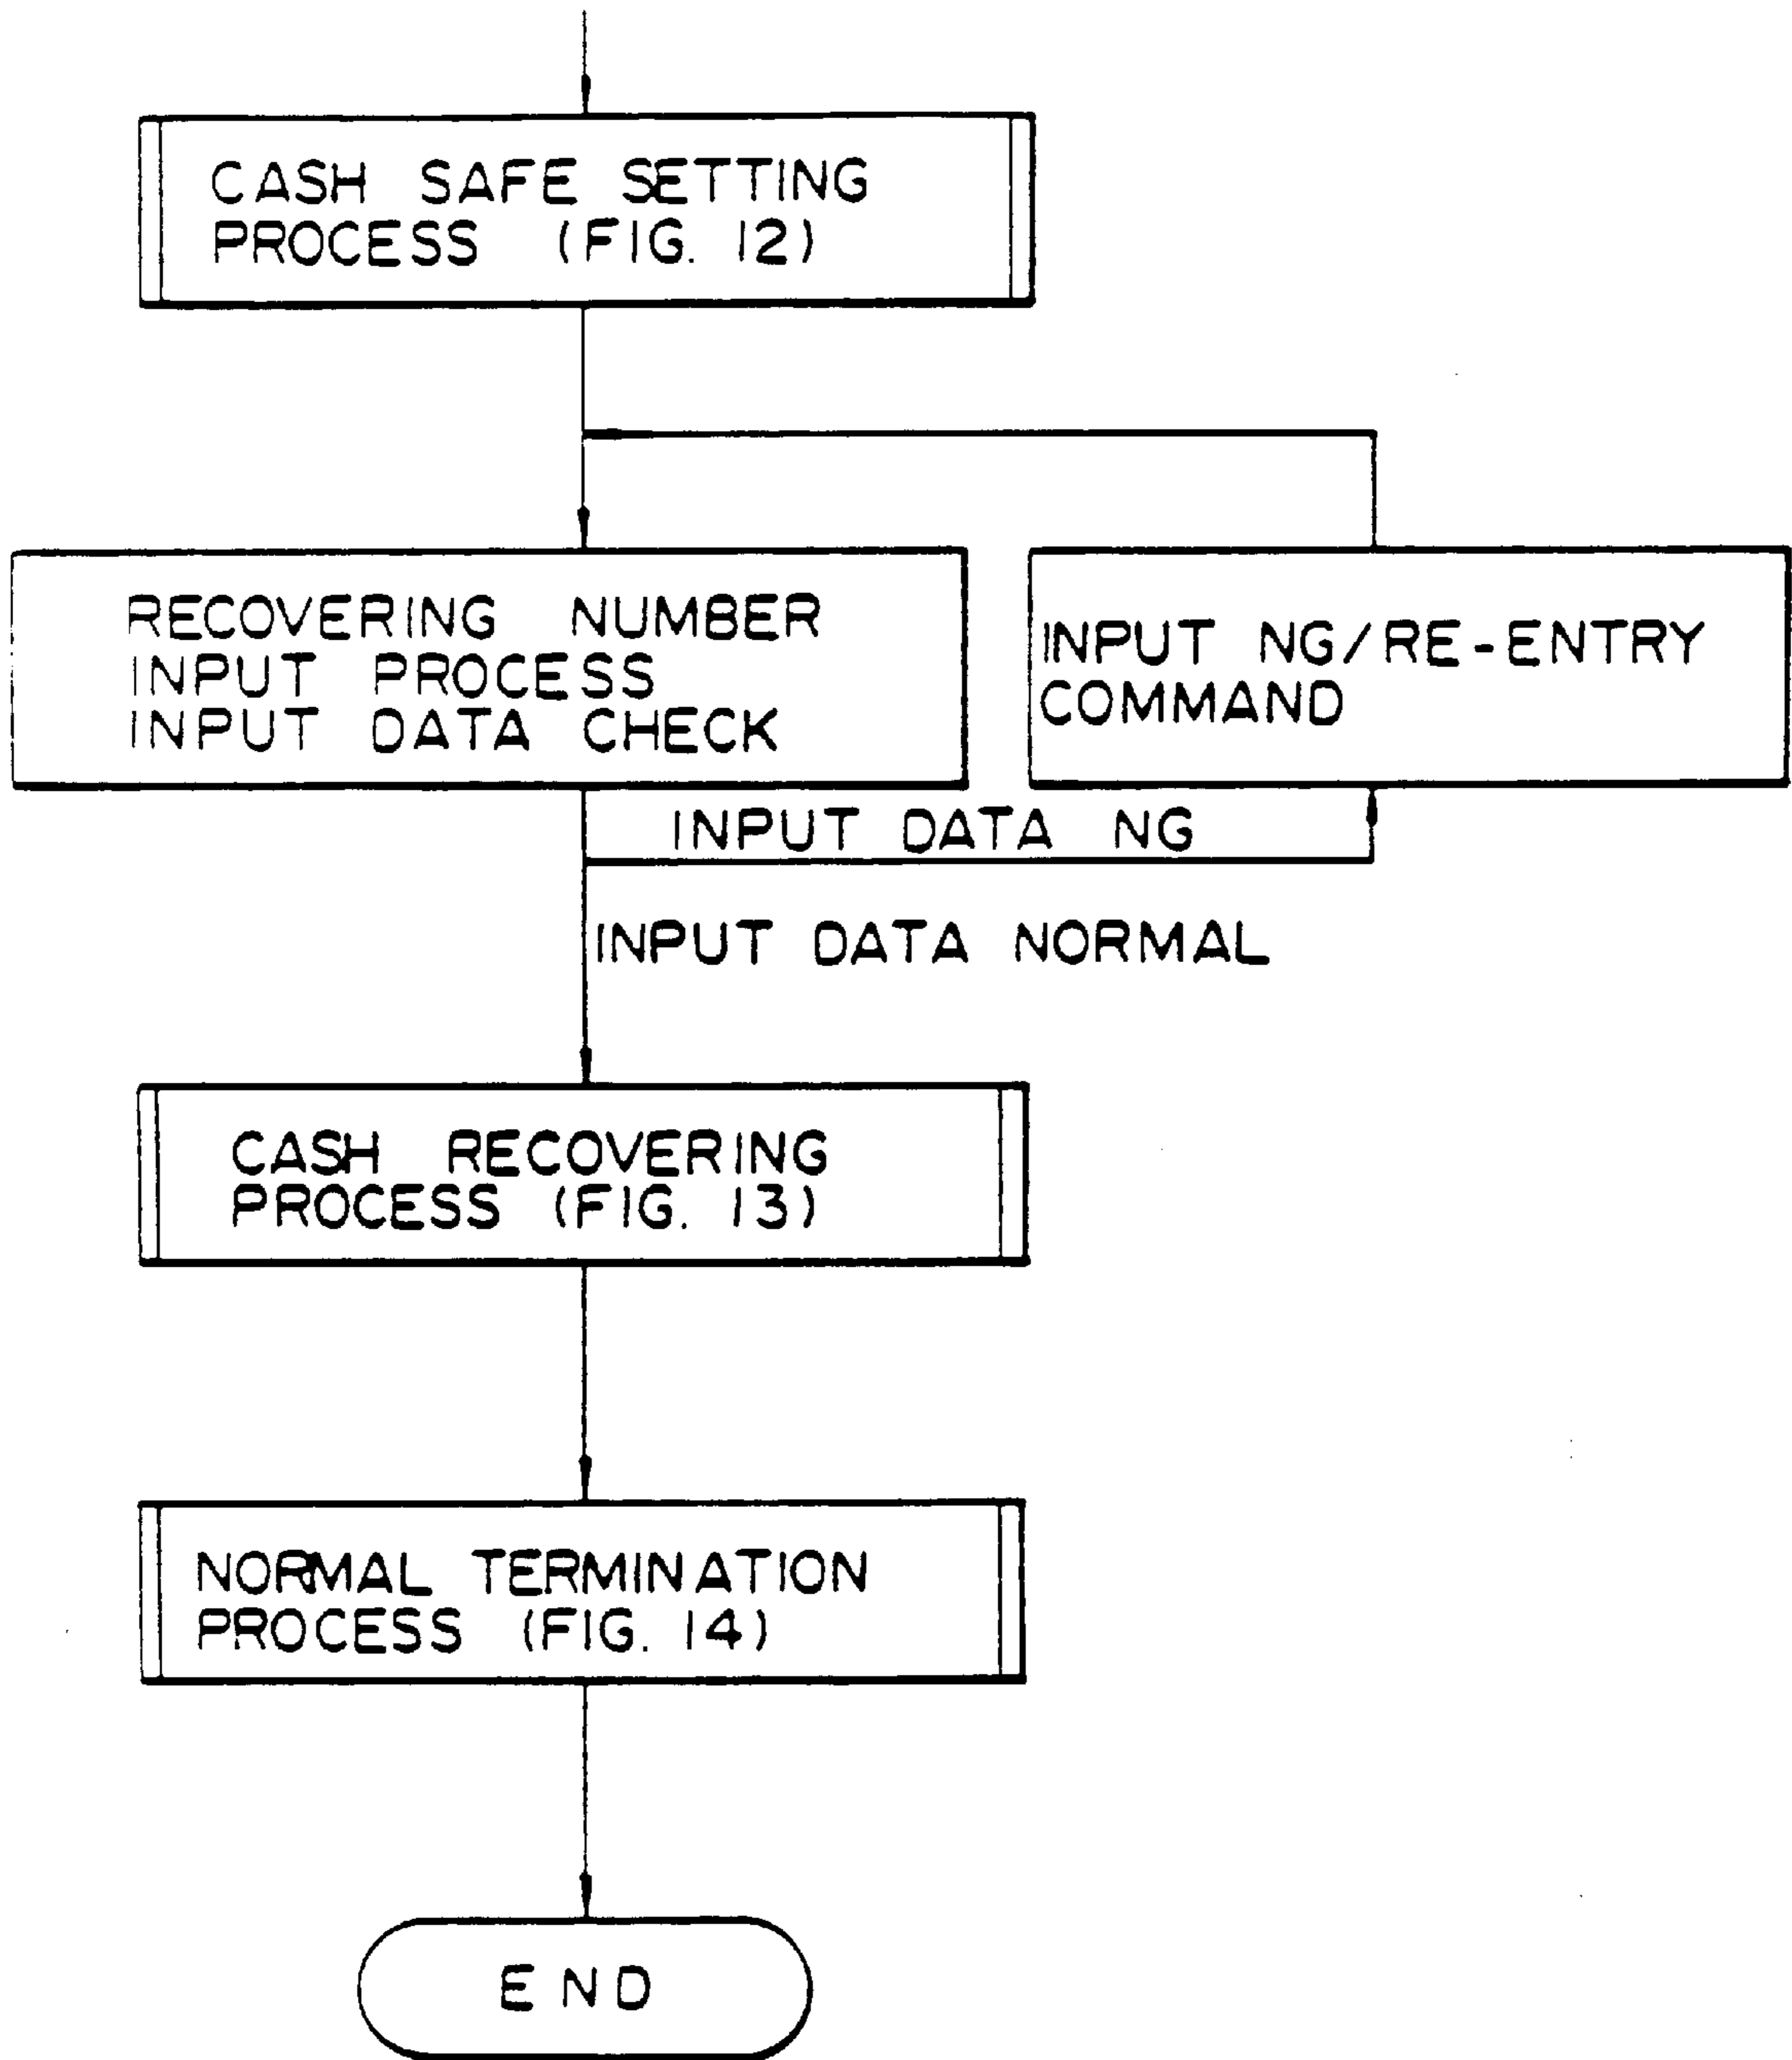 CASH SAFE SETTING
PROCESS (FIG. 12)
RECOVERING NUMBER
INPUT PROCESS
INPUT DATA CHECK
INPUT NG/RE-ENTRY
COMMAND
INPUT DATA NG
INPUT DATA NORMAL
CASH RECOVERING
PROCESS (FIG. 13)
NORMAL TERMINATION
PROCESS (FIG. 14)
END